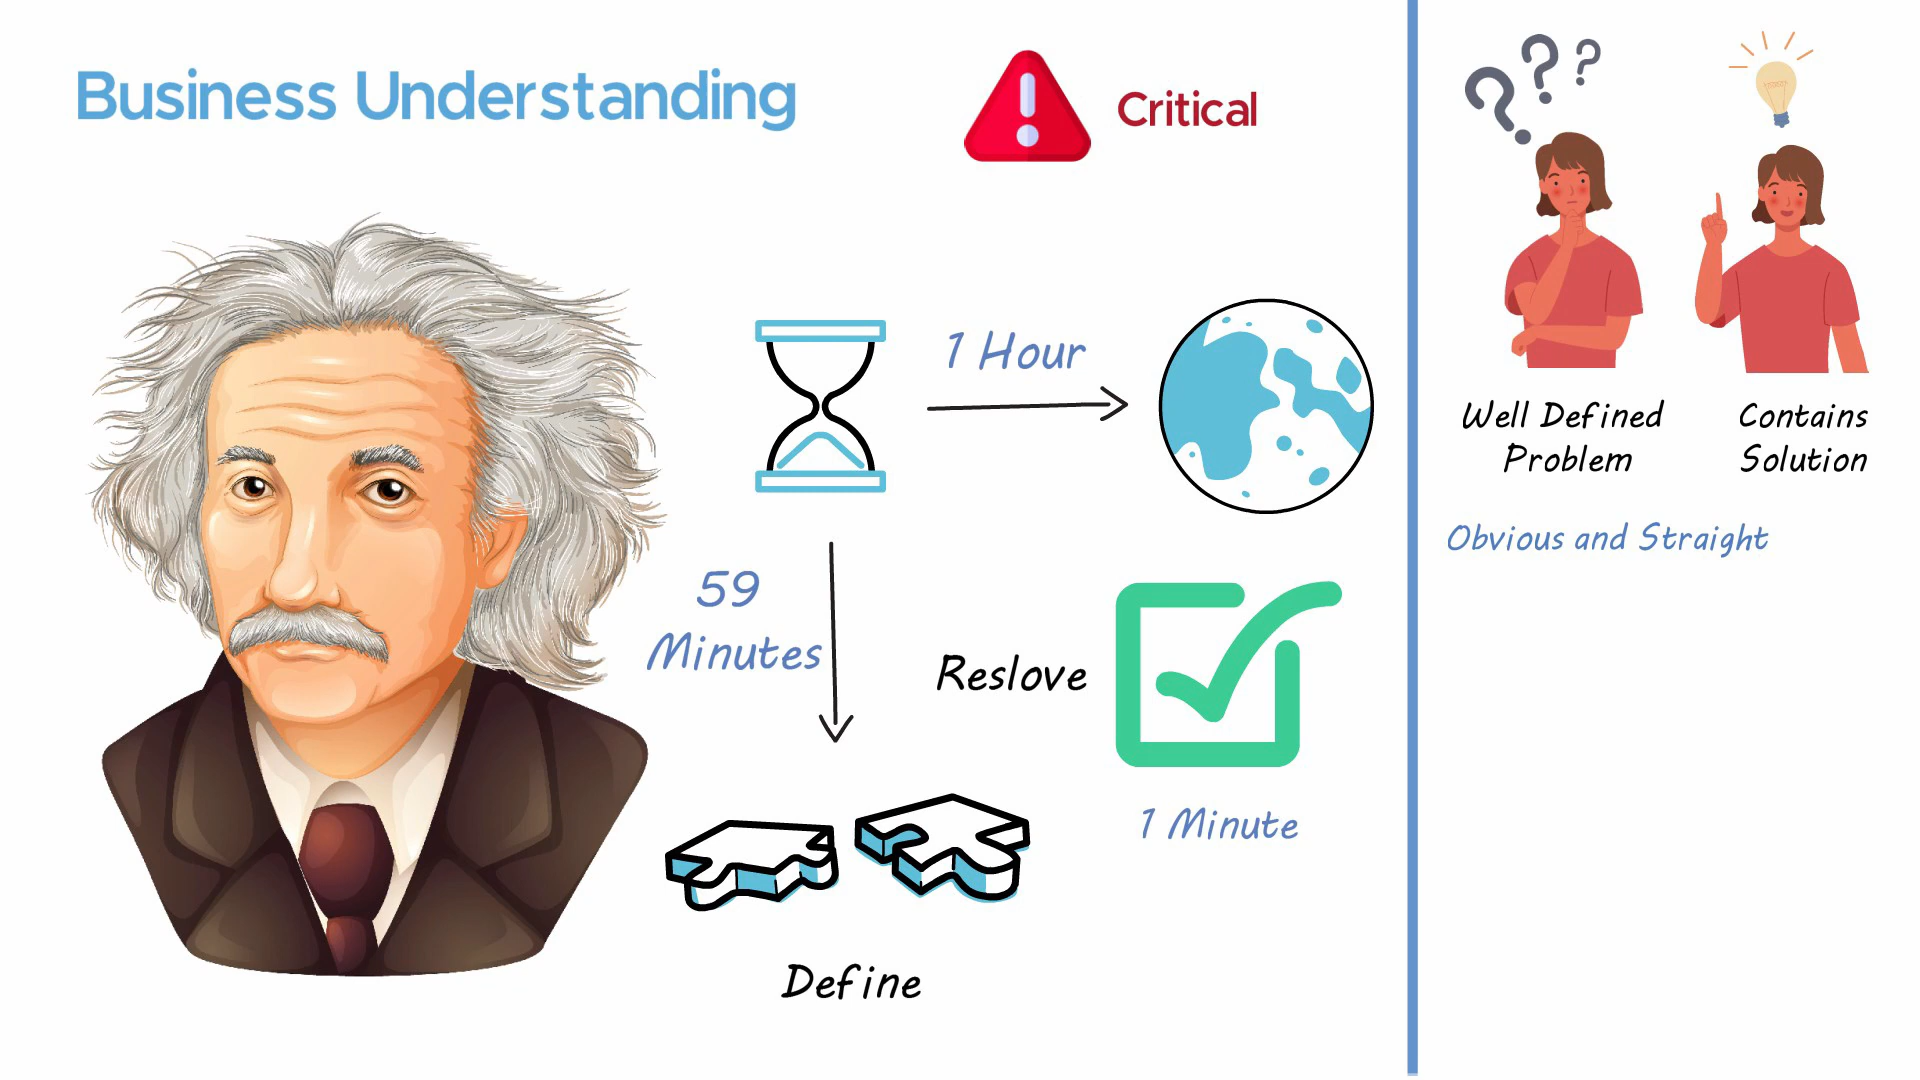 Business Understanding
Critical
1 Hour
59
Minutes
Reslove
1 Minute
Define
Well Defined
Problem
Contains
Solution
Obvious and Straight